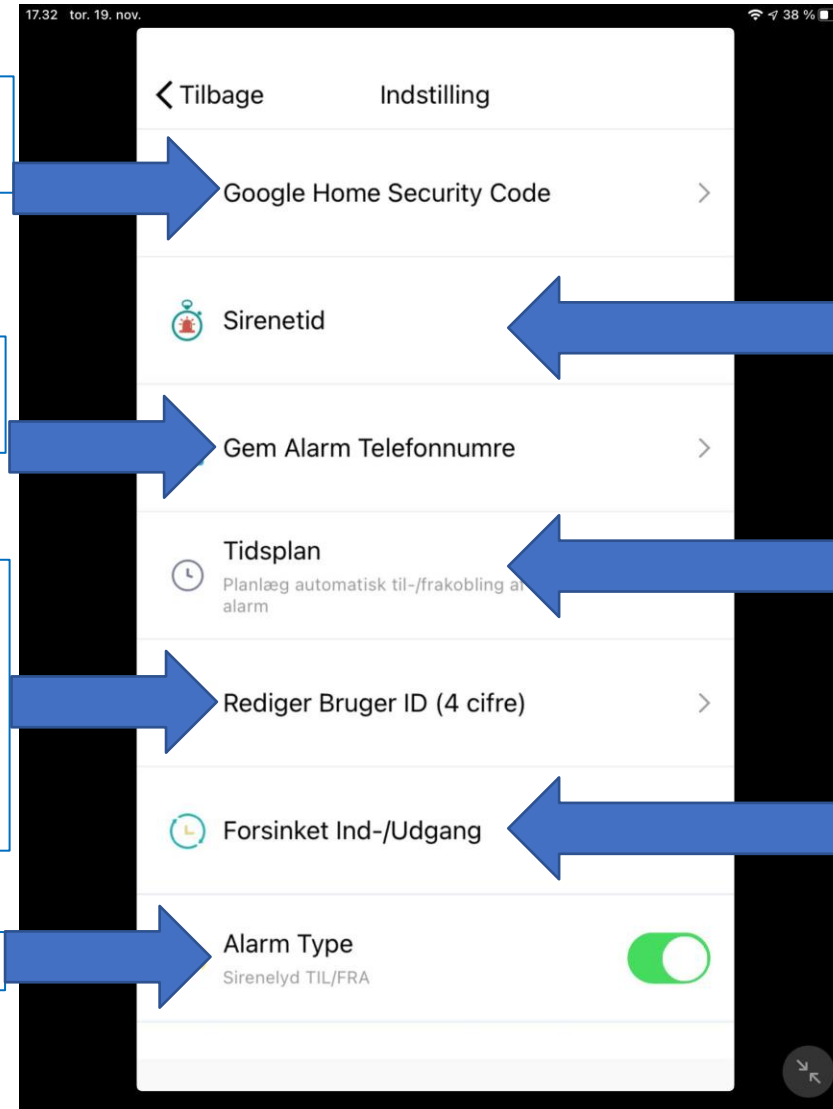 17.32 tor. 19. nov.
38 %
Tilbage
Indstilling
Google Home Security Code
Sirenetid
Gem Alarm Telefonnumre
Tidsplan
Planlæg automatisk til-/frakobling af
alarm
Rediger Bruger ID (4 cifre)
Forsinket Ind-/Udgang
Alarm Type
Sirenelyd TIL/FRA